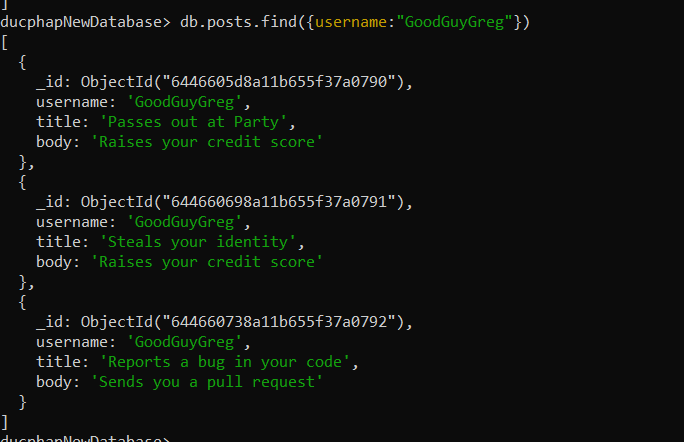 ]
ducphapNewDatabase> db.posts.find({username:"GoodGuyGreg"})
[
  {
    _id: ObjectId("6446605d8a11b655f37a0790"),
    username: 'GoodGuyGreg',
    title: 'Passes out at Party',
    body: 'Raises your credit score'
  },
  {
    _id: ObjectId("644660698a11b655f37a0791"),
    username: 'GoodGuyGreg',
    title: 'Steals your identity',
    body: 'Raises your credit score'
  },
  {
    _id: ObjectId("644660738a11b655f37a0792"),
    username: 'GoodGuyGreg',
    title: 'Reports a bug in your code',
    body: 'Sends you a pull request'
  }
]
ducphapNewDatabase>